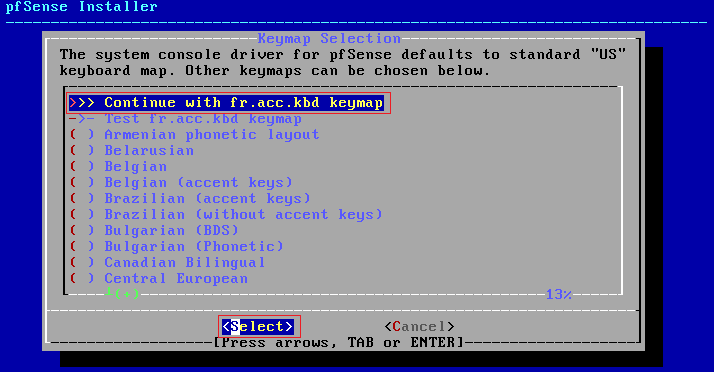 pfSense Installer
Keymap Selection
The system console driver for pfSense defaults to standard "US"
keyboard map. Other keymaps can be chosen below.
>>> Continue with fr.acc.kbd keymap
->- Test fr.acc.kbd keymap
( ) Armenian phonetic layout
( ) Belarusian
( ) Belgian
( ) Belgian (accent keys)
( ) Brazilian (accent keys)
( ) Brazilian (without accent keys)
( ) Bulgarian (BDS)
( ) Bulgarian (Phonetic)
( ) Canadian Bilingual
( ) Central European
┴(+) 13%
<Select> <Cancel>
[Press arrows, TAB or ENTER]